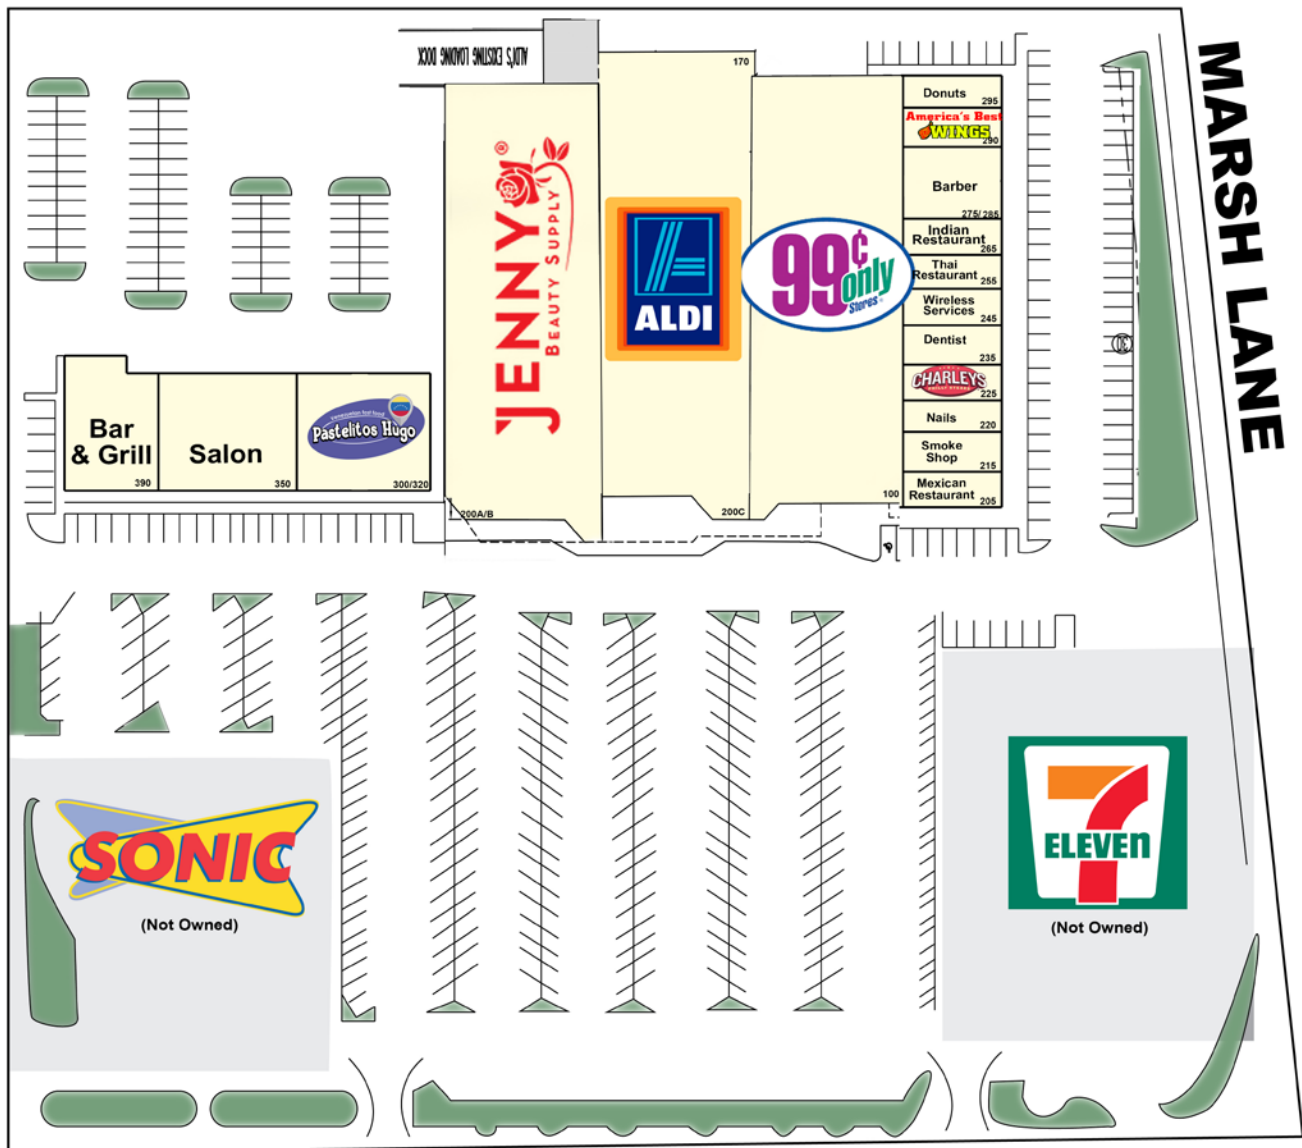 ALDI'S EXISTING LOADING DOCK
170
MARSH LANE
Donuts
295
America's Best
WINGS
290
Barber
275/ 285
Indian
Restaurant
265
Thai
Restaurant
255
Wireless
Services
245
Dentist
235
CHARLEYS
225
Nails
220
Smoke
Shop
215
Mexican
Restaurant
205
JENNY®
BEAUTY SUPPLY
200A/B
ALDI
200C
99¢
only
Stores
100
Bar
& Grill
390
Salon
350
Venezuelan fast food
Pastelitos Hugo
300/320
SONIC
(Not Owned)
7
ELEVEn
(Not Owned)